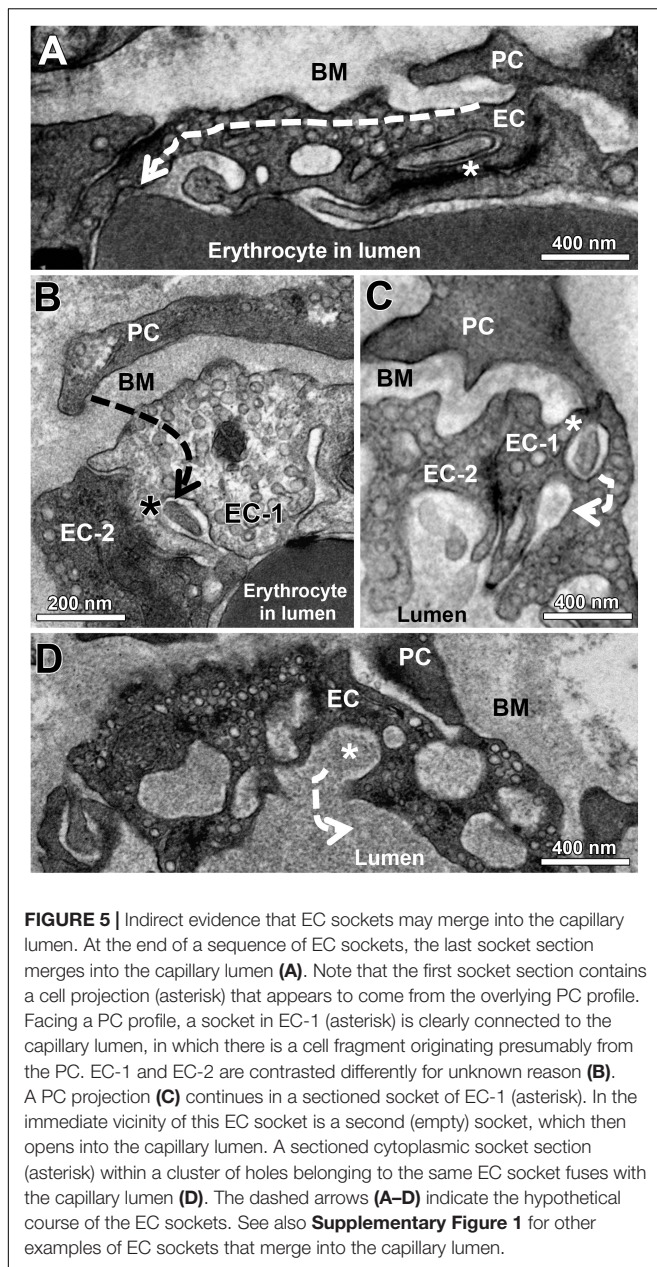 A
PC
BM
EC
*
Erythrocyte in lumen
400 nm
B
PC
BM
EC-1
*
EC-2
Erythrocyte
in lumen
200 nm
C
PC
BM
*
EC-1
EC-2
Lumen
400 nm
D
PC
EC
BM
*
Lumen
400 nm
FIGURE 5 | Indirect evidence that EC sockets may merge into the capillary
lumen. At the end of a sequence of EC sockets, the last socket section
merges into the capillary lumen (A). Note that the first socket section contains
a cell projection (asterisk) that appears to come from the overlying PC profile.
Facing a PC profile, a socket in EC-1 (asterisk) is clearly connected to the
capillary lumen, in which there is a cell fragment originating presumably from
the PC. EC-1 and EC-2 are contrasted differently for unknown reason (B).
A PC projection (C) continues in a sectioned socket of EC-1 (asterisk). In the
immediate vicinity of this EC socket is a second (empty) socket, which then
opens into the capillary lumen. A sectioned cytoplasmic socket section
(asterisk) within a cluster of holes belonging to the same EC socket fuses with
the capillary lumen (D). The dashed arrows (A–D) indicate the hypothetical
course of the EC sockets. See also Supplementary Figure 1 for other
examples of EC sockets that merge into the capillary lumen.